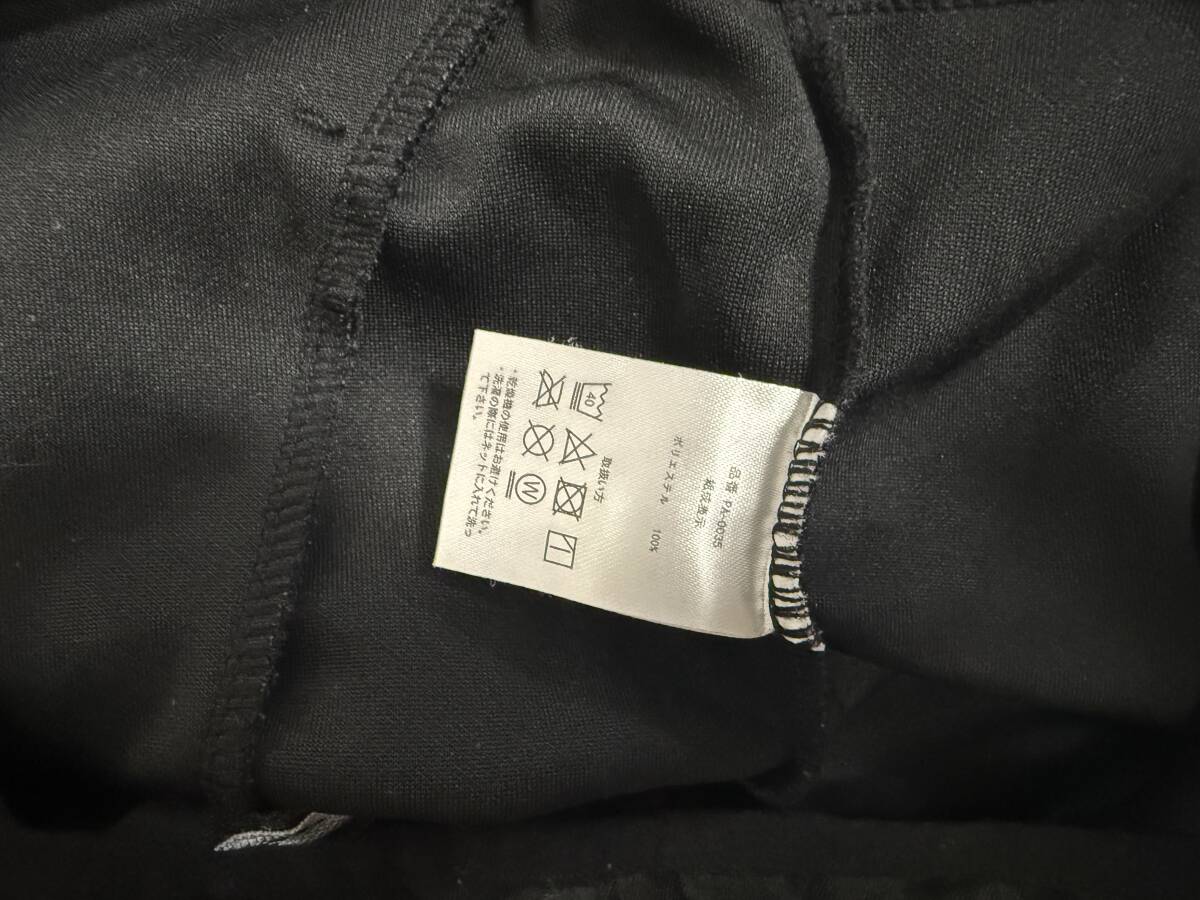 品番 PX-0035
組成表示
ポリエステル 100%
取扱い方
40
W
・乾燥機の使用はお避けください。
・洗濯の際にはネットに入れて洗っ
て下さい。